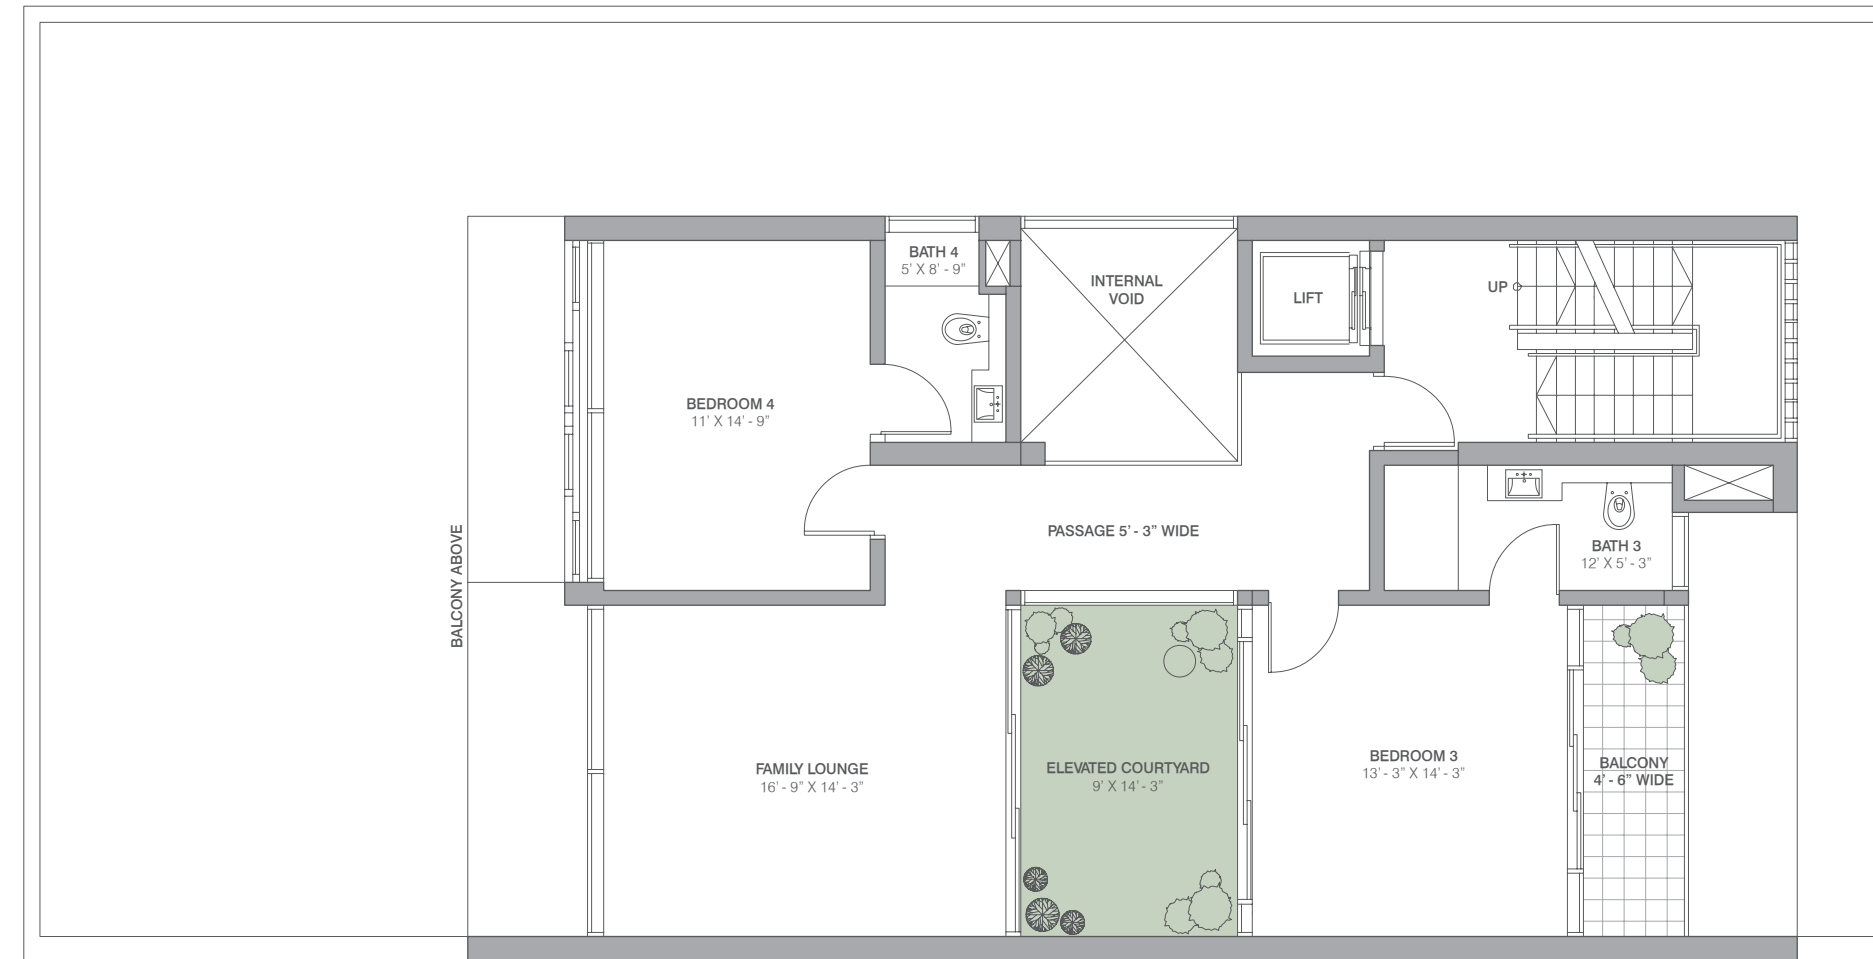 BATH 4
5' X 8' - 9"
INTERNAL
VOID
LIFT
UP
BEDROOM 4
11' X 14' - 9"
PASSAGE 5' - 3” WIDE
BATH 3
12' X 5' - 3”
BALCONY ABOVE
FAMILY LOUNGE
16' - 9” X 14' - 3”
ELEVATED COURTYARD
9' X 14' - 3”
BEDROOM 3
13' - 3” X 14' - 3”
BALCONY
4' - 6” WIDE